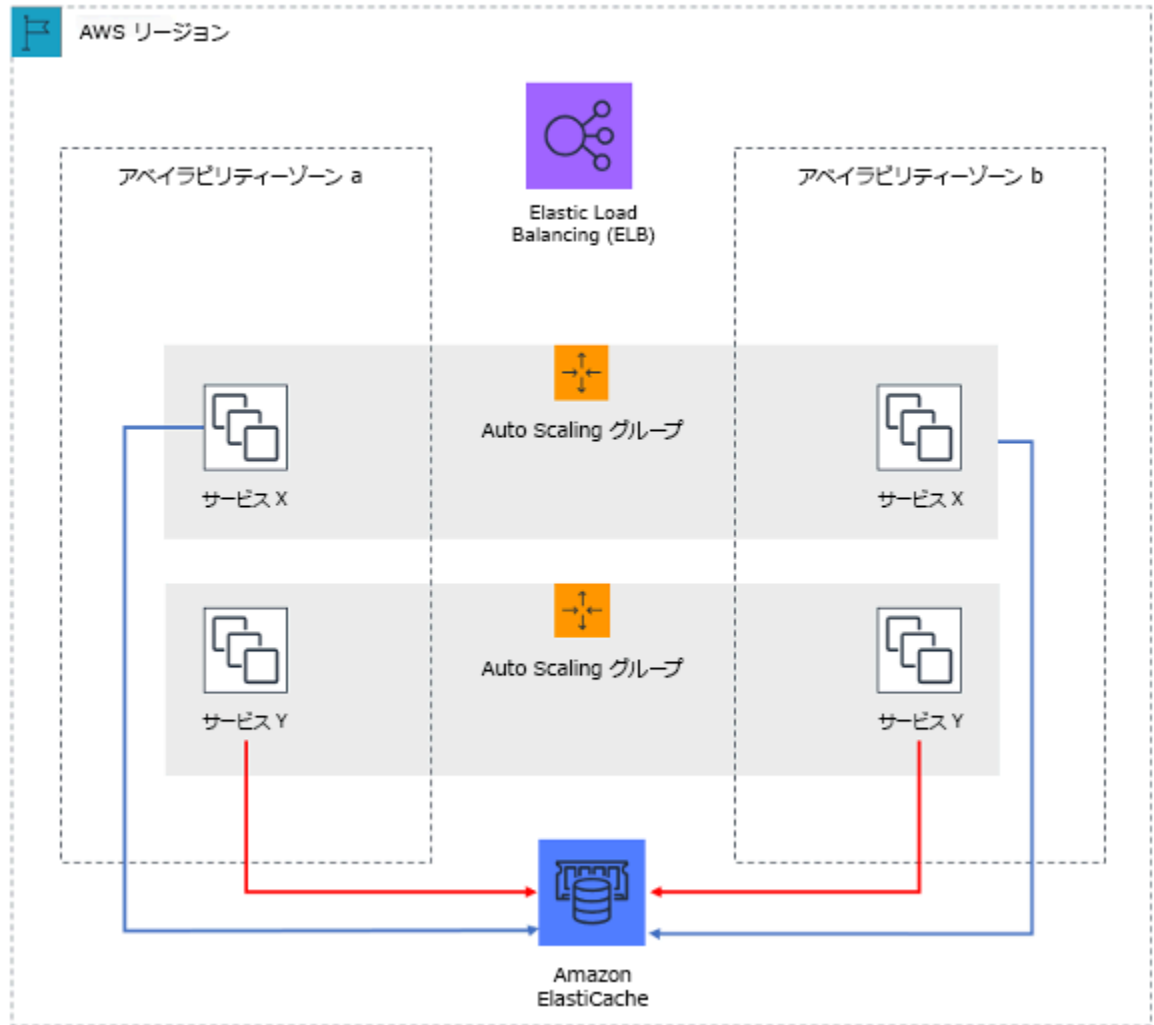 AWS リージョン
アベイラビリティーゾーン a
アベイラビリティーゾーン b
Elastic Load
Balancing (ELB)
Auto Scaling グループ
サービス X
サービス X
Auto Scaling グループ
サービス Y
サービス Y
Amazon
ElastiCache